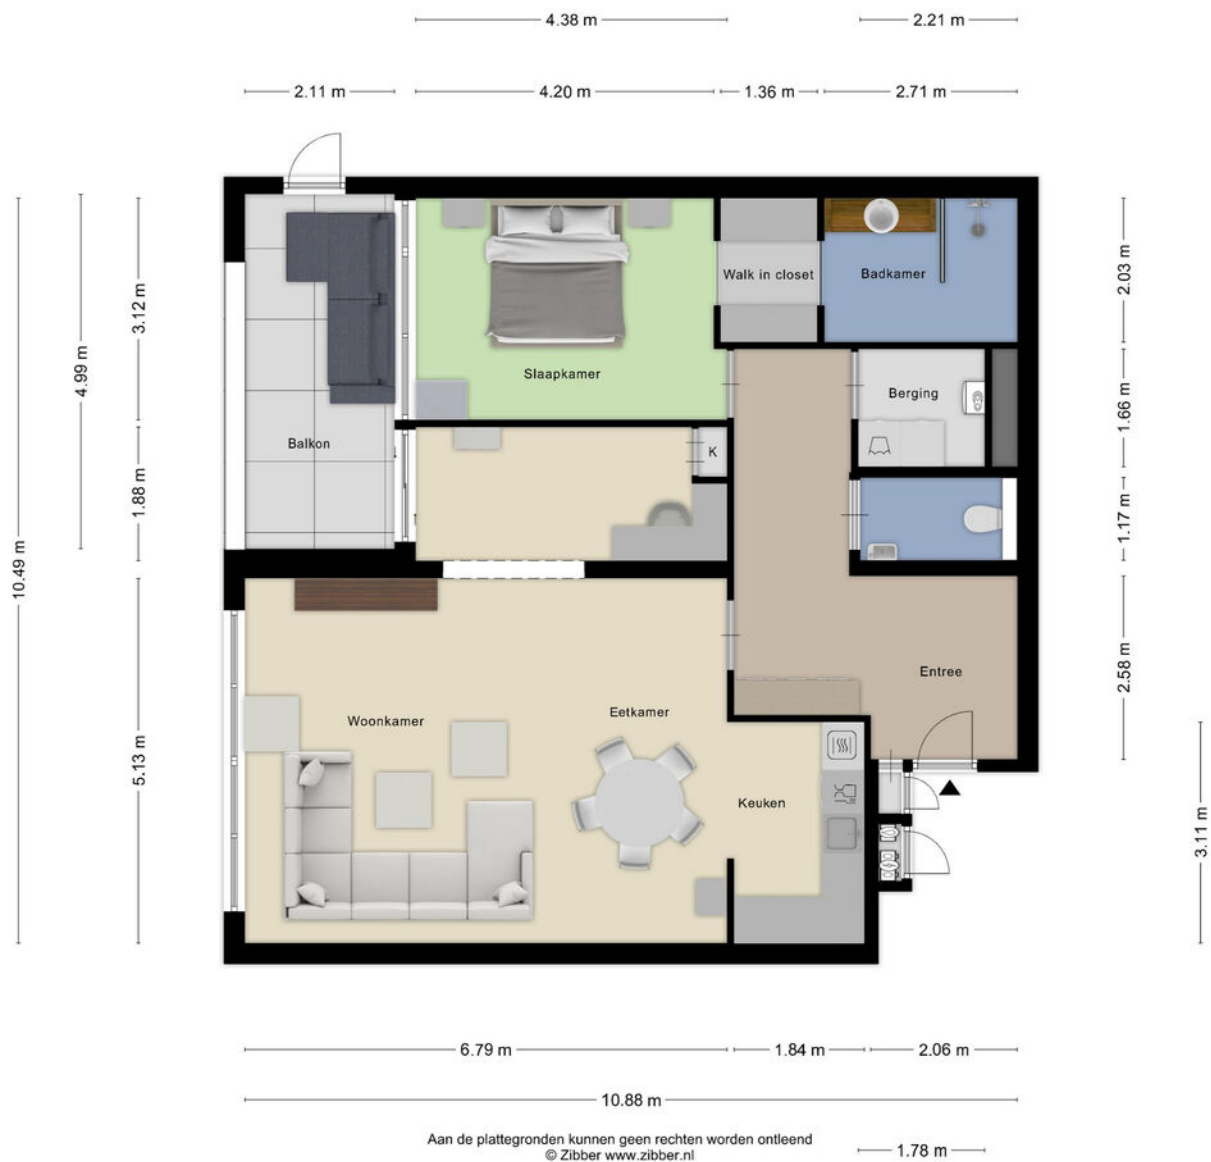 4.38 m
2.21 m
2.11 m
4.20 m
1.36 m
2.71 m
10.49 m
4.99 m
3.12 m
1.88 m
5.13 m
Walk in closet
Badkamer
Slaapkamer
Balkon
K
Berging
Entree
Woonkamer
Eetkamer
Keuken
2.03 m
1.66 m
1.17 m
2.58 m
3.11 m
6.79 m
1.84 m
2.06 m
10.88 m
Aan de plattegronden kunnen geen rechten worden ontleend
© Zibber www.zibber.nl
1.78 m